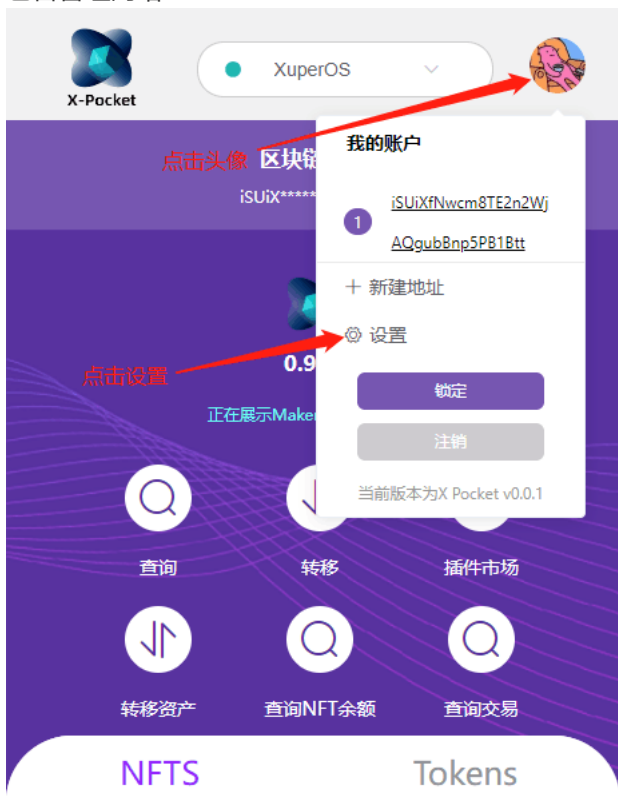 XuperOS
X-Pocket
我的账户
点击头像
区块链
iSUiX*****
iSUiXfNwcm8TE2n2Wj
1
AQgubBnp5PB1Btt
新建地址
设置
点击设置
0.9
锁定
正在展示Maker
注销
当前版本为X Pocket v0.0.1
查询
转移
插件市场
转移资产
查询NFT余额
查询交易
NFTS
Tokens